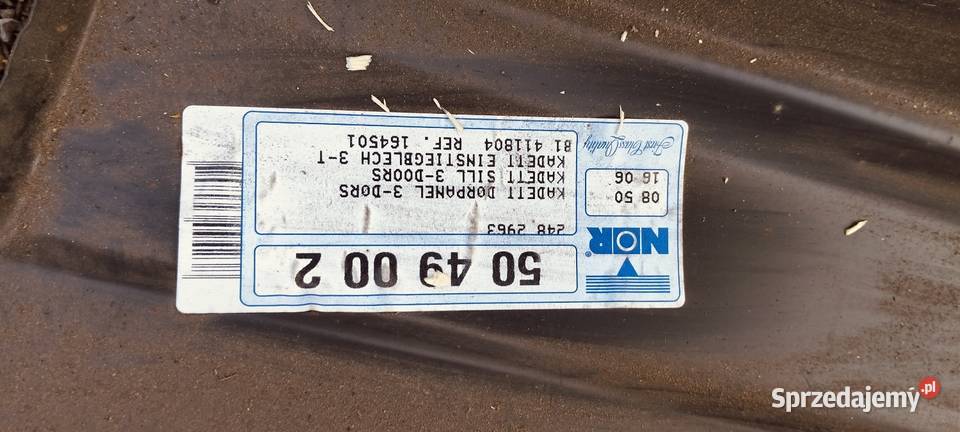 50 49 00 2
NOR®
248 2963
08 50
16 06
KADETT DORPANEL 3-DORS
KADETT SILL 3-DOORS
KADETT EINSTIEGBLECH 3-T
81 411804 REF. 164501
First Class Quality
Sprzedajemy.pl